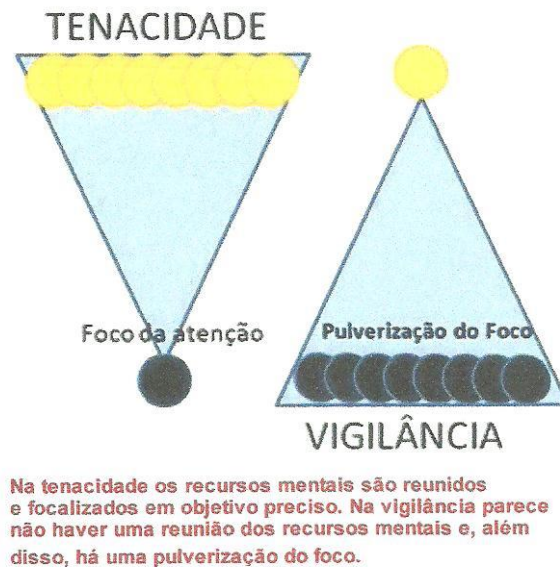 TENACIDADE
Foco da atenção
Pulverização do Foco
VIGILÂNCIA
Na tenacidade os recursos mentais são reunidos
e focalizados em objetivo preciso. Na vigilância parece
não haver uma reunião dos recursos mentais e, além
disso, há uma pulverização do foco.